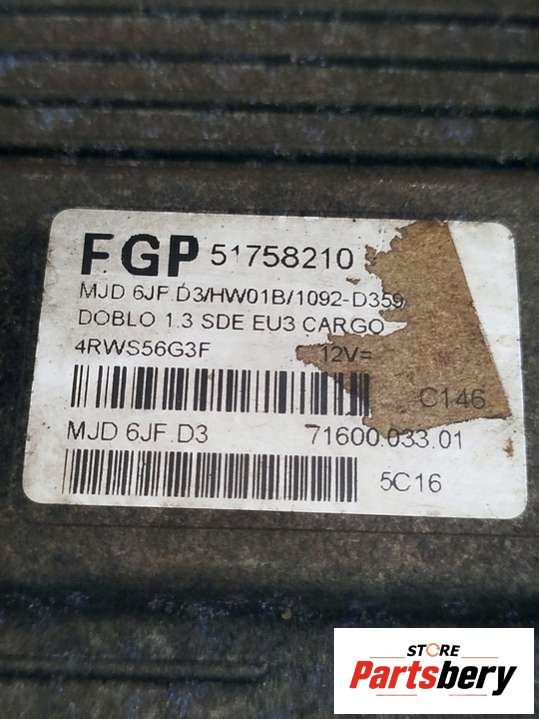 FGP 51758210
MJD 6JF.D3/HW01B/1092-D359
DOBLO 1.3 SDE EU3 CARGO
4RWS56G3F 12V=
C146
MJD 6JF.D3 71600.033.01
5C16
STORE
Partsbery